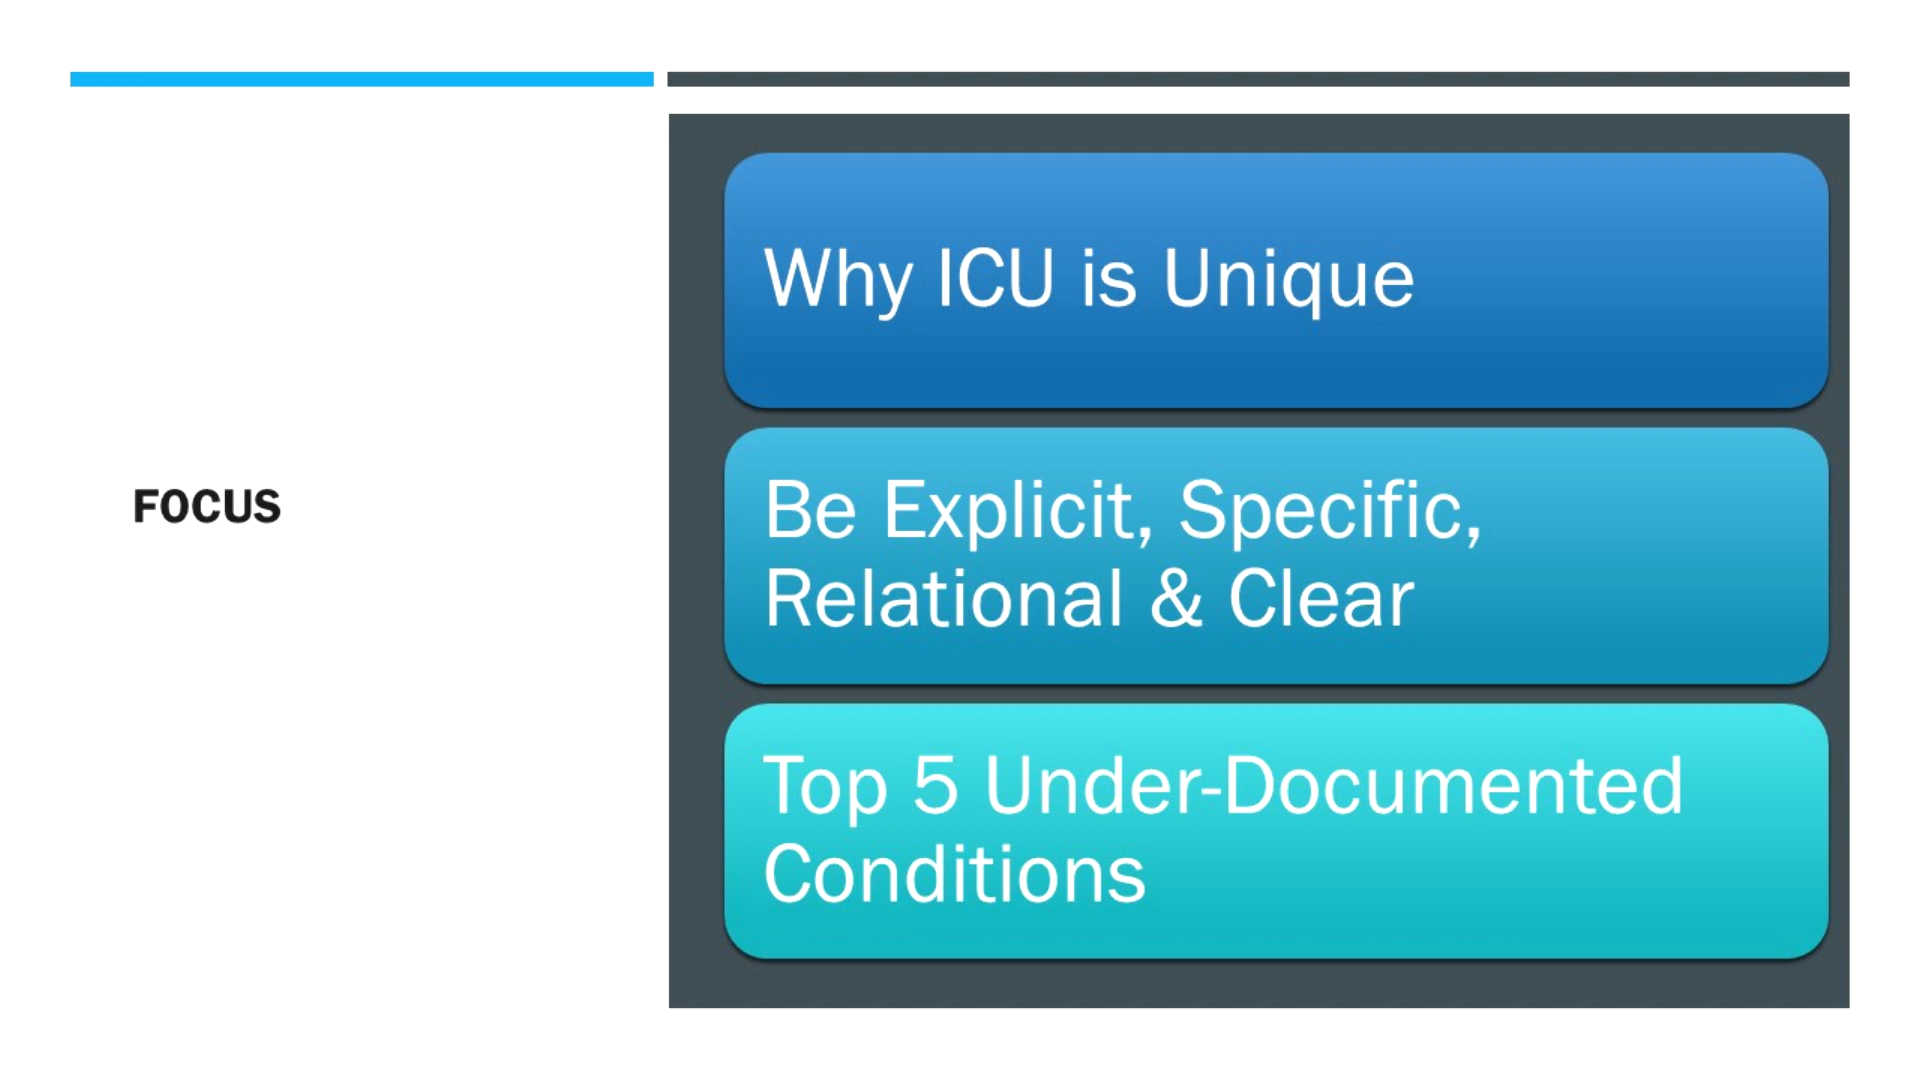 FOCUS
Why ICU is Unique
Be Explicit, Specific,
Relational & Clear
Top 5 Under-Documented
Conditions